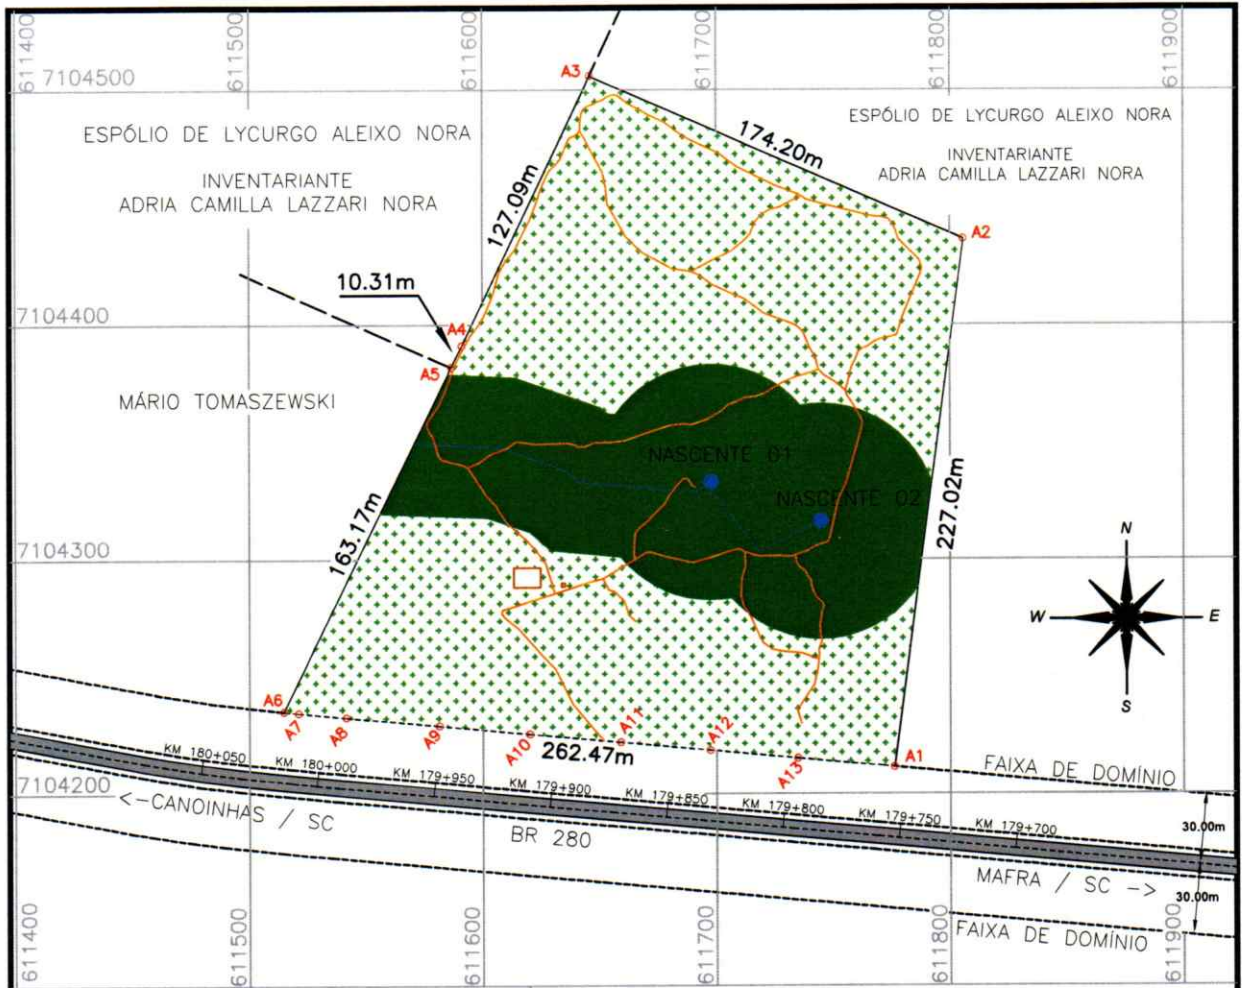 611400
611500
611600
611700
611800
611900
7104500
A3
ESPÓLIO DE LYCURGO ALEIXO NORA
INVENTARIANTE
ADRIA CAMILLA LAZZARI NORA
174.20m
ESPÓLIO DE LYCURGO ALEIXO NORA
INVENTARIANTE
ADRIA CAMILLA LAZZARI NORA
127.09m
A2
10.31m
7104400
A4
A5
MÁRIO TOMASZEWSKI
NASCENTE 01
NASCENTE 02
163.17m
227.02m
7104300
N
W
E
S
A6
A7
A8
A9
A10
A11
A12
A13
A1
262.47m
FAIXA DE DOMÍNIO
KM 180+050
KM 180+000
KM 179+950
KM 179+900
KM 179+850
KM 179+800
KM 179+750
KM 179+700
7104200
<-CANOINHAS / SC
BR 280
30.00m
MAFRA / SC ->
30.00m
FAIXA DE DOMÍNIO
611400
611500
611600
611700
611800
611900